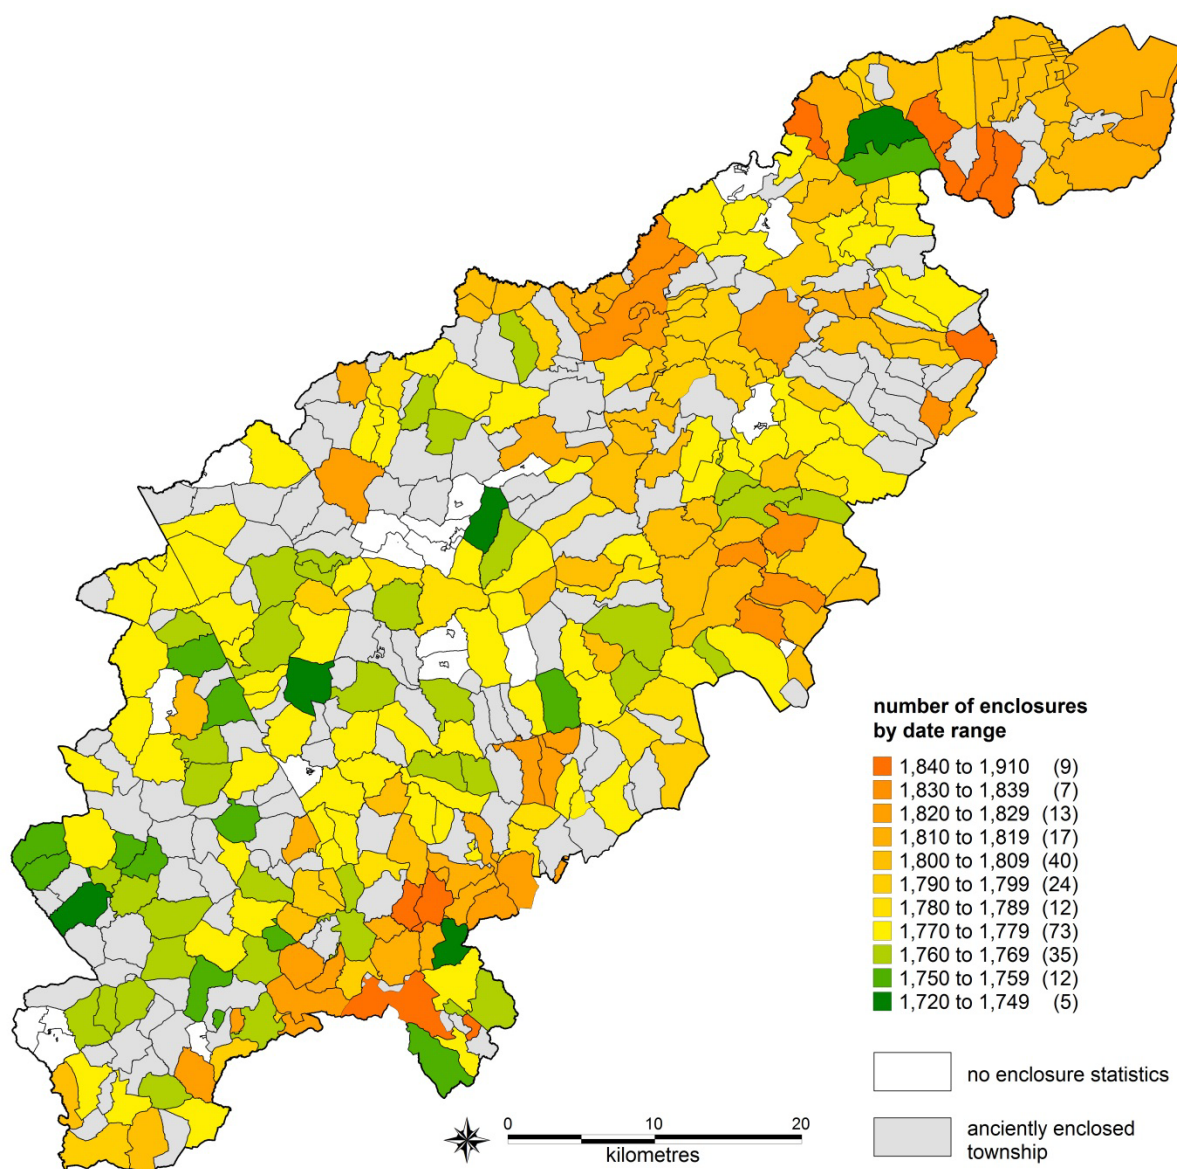 number of enclosures
by date range
1,840 to 1,910 (9)
1,830 to 1,839 (7)
1,820 to 1,829 (13)
1,810 to 1,819 (17)
1,800 to 1,809 (40)
1,790 to 1,799 (24)
1,780 to 1,789 (12)
1,770 to 1,779 (73)
1,760 to 1,769 (35)
1,750 to 1,759 (12)
1,720 to 1,749 (5)
no enclosure statistics
anciently enclosed
township
0 10 20
kilometres